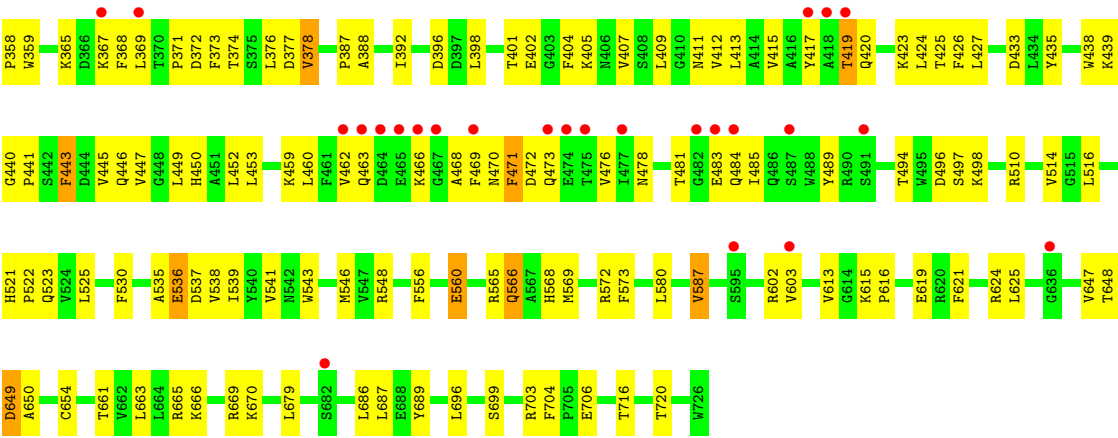 P358 W359 K365 D366 K367 F368 L369 T370 P371 D372 F373 T374 S375 L376 D377 V378 P387 A388 I392 D396 D397 L398 T401 E402 G403 F404 K405 N406 V407 S408 L409 G410 N411 V412 L413 A414 V415 A416 Y417 A418 T419 Q420 K423 L424 T425 F426 L427 D433 L434 Y435 W438 K439
G440 P441 S442 F443 D444 V445 Q446 V447 G448 L449 H450 A451 L452 L453 K459 L460 F461 V462 Q463 D464 E465 K466 G467 A468 F469 N470 F471 D472 Q473 E474 T475 V476 I477 N478 T481 G482 E483 Q484 I485 Q486 S487 W488 Y489 R490 S491 T494 W495 D496 S497 K498 R510 V514 G515 L516
H521 P522 Q523 V524 L525 F530 A535 E536 D537 V538 I539 Y540 V541 N542 W543 M546 V547 R548 F556 E560 R565 Q566 A567 H568 M569 R572 F573 L580 V587 S595 R602 V603 V613 G614 K615 P616 E619 R620 F621 R624 L625 G636 V647 T648
D649 A650 C654 T661 V662 L663 L664 R665 K666 R669 K670 L679 S682 L686 L687 E688 Y689 L696 S699 R703 F704 P705 E706 T716 T720 W726